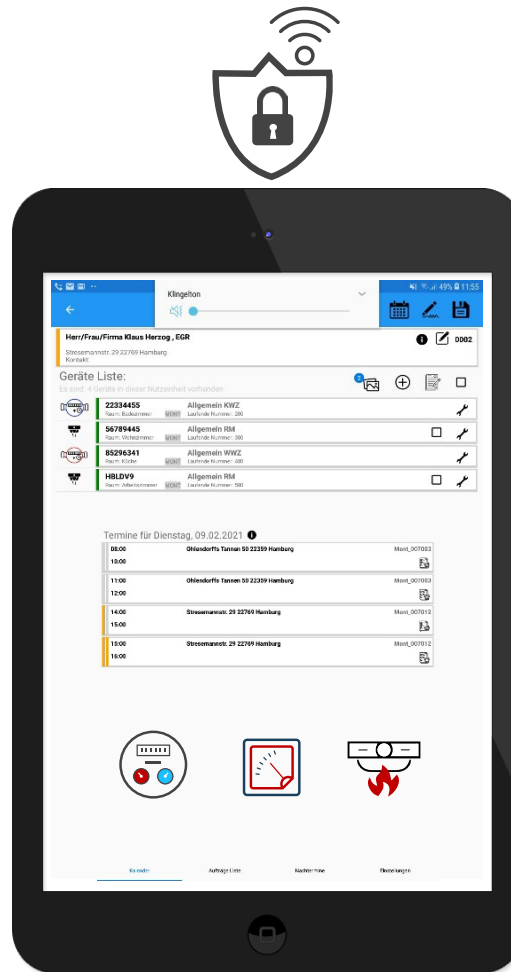 Klingelton
49% 11:55
Herr/Frau/Firma Klaus Herzog , EGR
0002
Stresemannstr. 29 22769 Hamburg
Kontakt:
Geräte Liste:
2
Es sind: 4 Geräte in dieser Nutzeinheit vorhanden
22334455 Allgemein KWZ
Raum: Badezimmer MONT Laufende Nummer: 200
56789445 Allgemein RM
Raum: Wohnzimmer MONT Laufende Nummer: 300
85296341 Allgemein WWZ
Raum: Küche MONT Laufende Nummer: 400
HBLDV9 Allgemein RM
Raum: Arbeitszimmer MONT Laufende Nummer: 500
Termine für Dienstag, 09.02.2021
08:00 Ohlendorffs Tannen 50 22359 Hamburg Mont_007003
10:00
11:00 Ohlendorffs Tannen 50 22359 Hamburg Mont_007003
12:00
14:00 Stresemannstr. 29 22769 Hamburg Mont_007012
15:00
15:00 Stresemannstr. 29 22769 Hamburg Mont_007012
16:00
Kalender Aufträge Liste Nachtermine Einstellungen